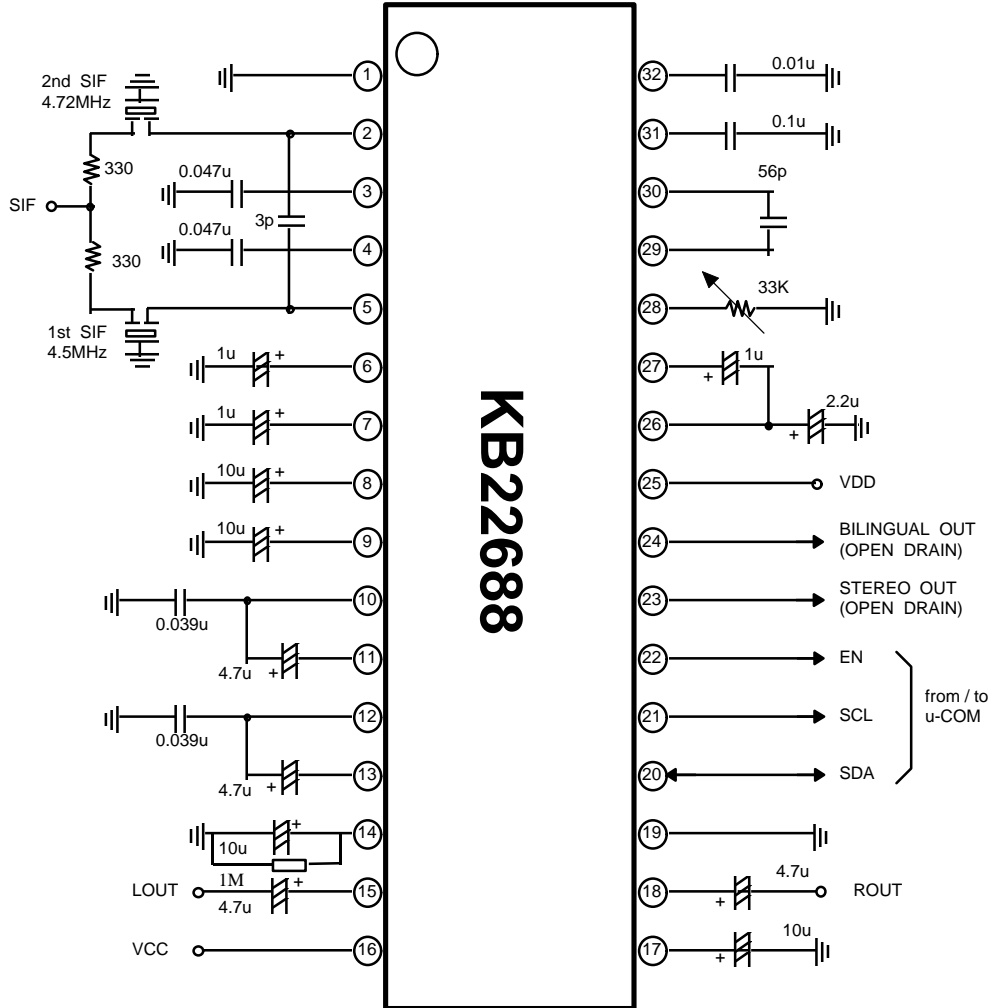 1
32
0.01u
2nd SIF
4.72MHz
2
31
0.1u
330
0.047u
3
30
56p
SIF
3p
0.047u
4
29
330
5
28
33K
1st SIF
4.5MHz
1u
+
6
27
1u
+
1u
+
7
26
2.2u
+
10u
+
8
25
VDD
10u
+
9
24
BILINGUAL OUT
(OPEN DRAIN)
KB22688
10
23
STEREO OUT
(OPEN DRAIN)
0.039u
4.7u
+
11
22
EN
12
21
SCL
from / to
u-COM
0.039u
4.7u
+
13
20
SDA
10u
+
14
19
LOUT
1M
4.7u
+
15
18
4.7u
+
ROUT
VCC
16
17
10u
+